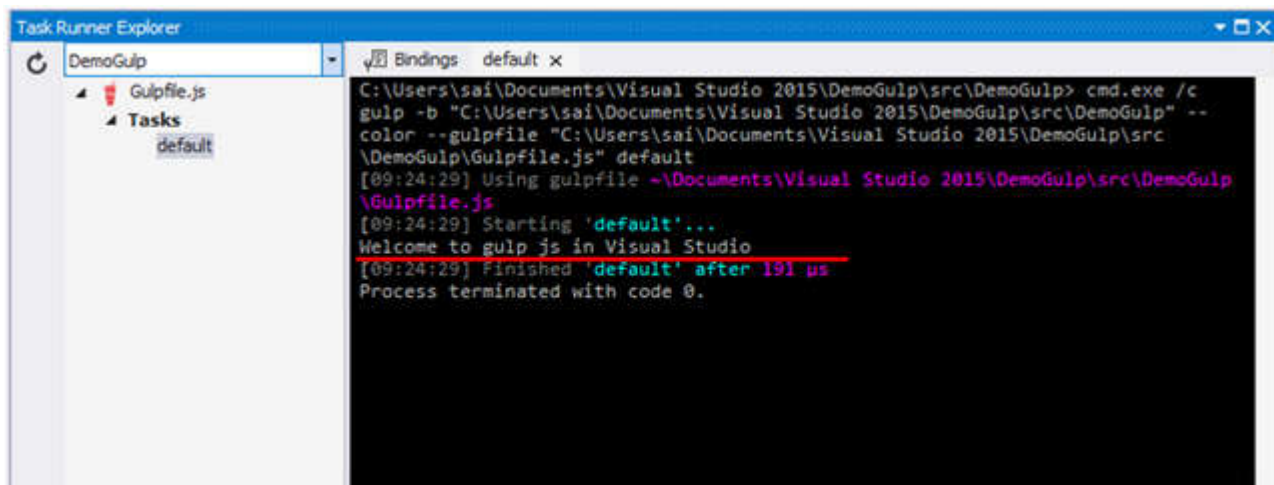 Task Runner Explorer
DemoGulp
Gulpfile.js
Tasks
default
Bindings default
C:\Users\sai\Documents\Visual Studio 2015\DemoGulp\src\DemoGulp> cmd.exe /c
gulp -b "C:\Users\sai\Documents\Visual Studio 2015\DemoGulp\src\DemoGulp" --
color --gulpfile "C:\Users\sai\Documents\Visual Studio 2015\DemoGulp\src
\DemoGulp\Gulpfile.js" default
[09:24:29] Using gulpfile ~\Documents\Visual Studio 2015\DemoGulp\src\DemoGulp
\Gulpfile.js
[09:24:29] Starting 'default'...
Welcome to gulp js in Visual Studio
[09:24:29] Finished 'default' after 191 μs
Process terminated with code 0.